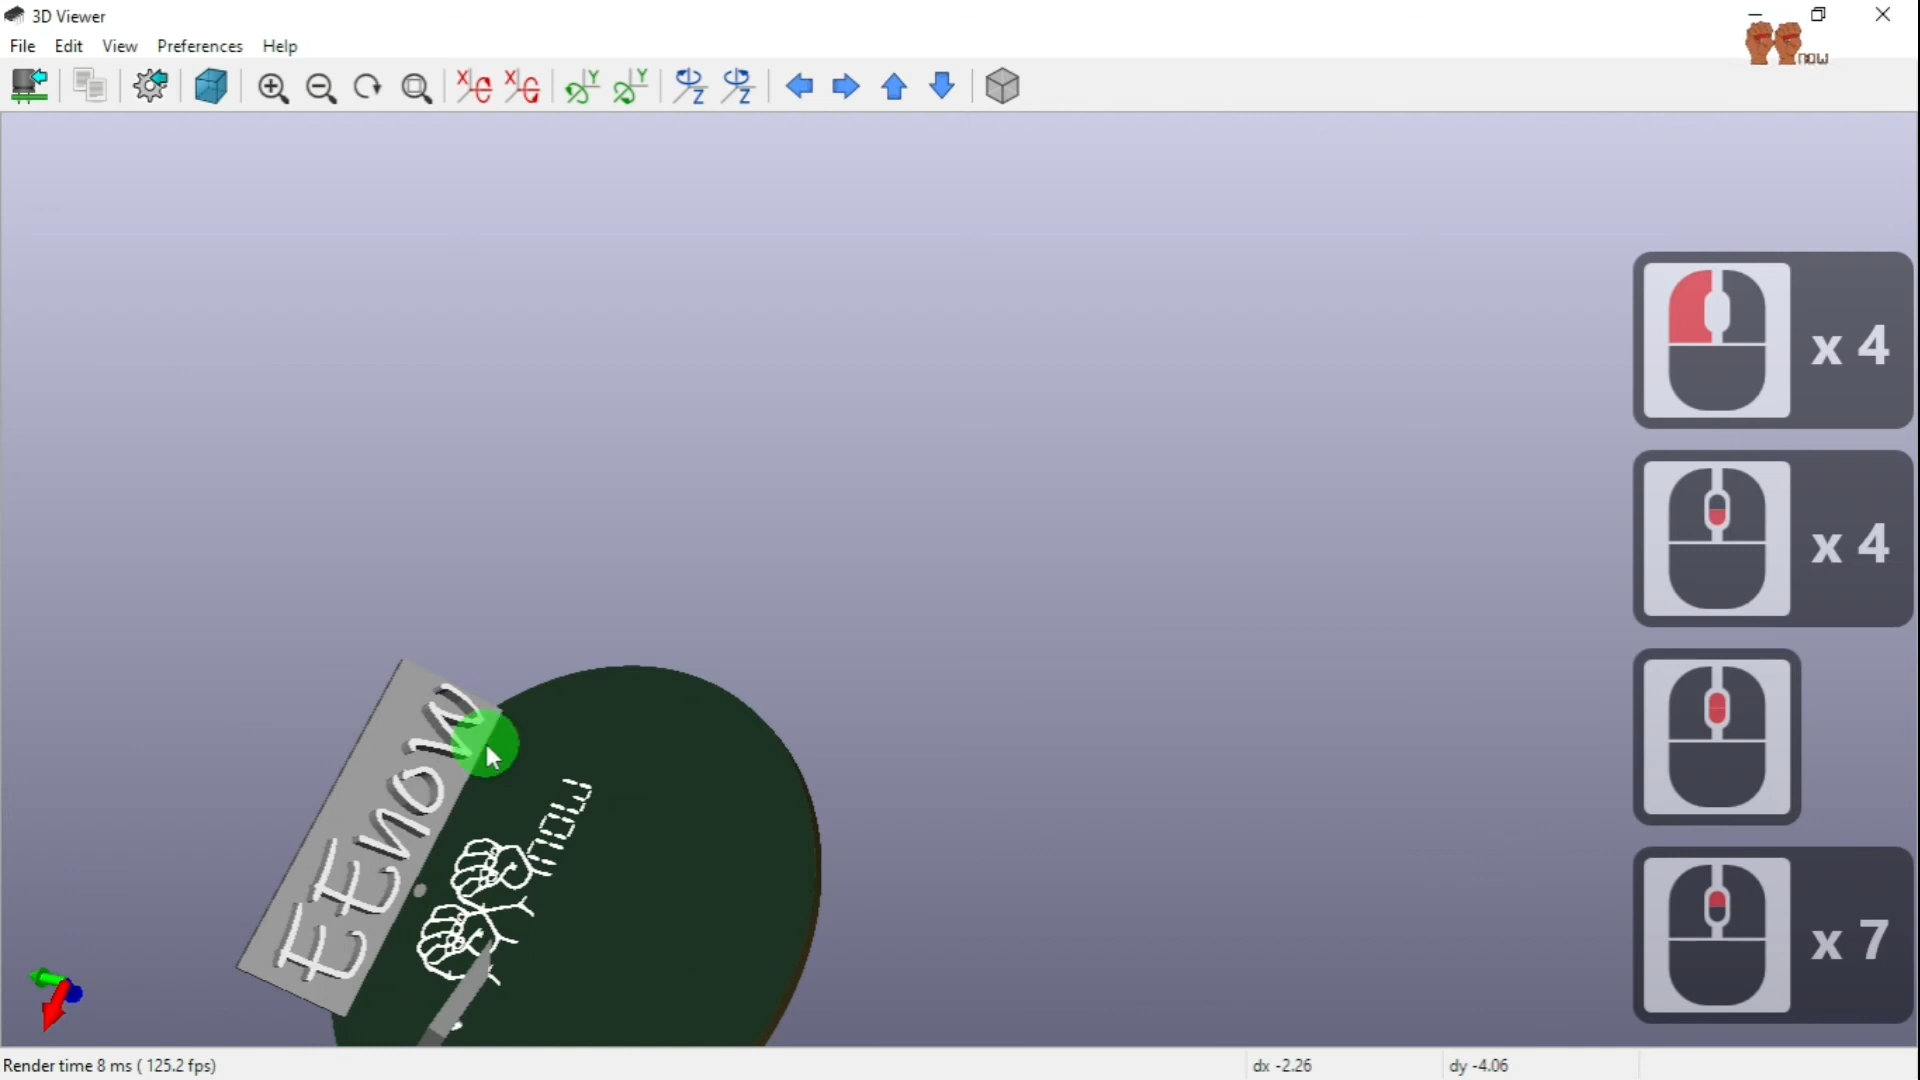 3D Viewer
File Edit View Preferences Help
now
X X Y Y Z Z
x 4
x 4
x 7
EENOW
now
Render time 8 ms ( 125.2 fps) dx -2.26 dy -4.06